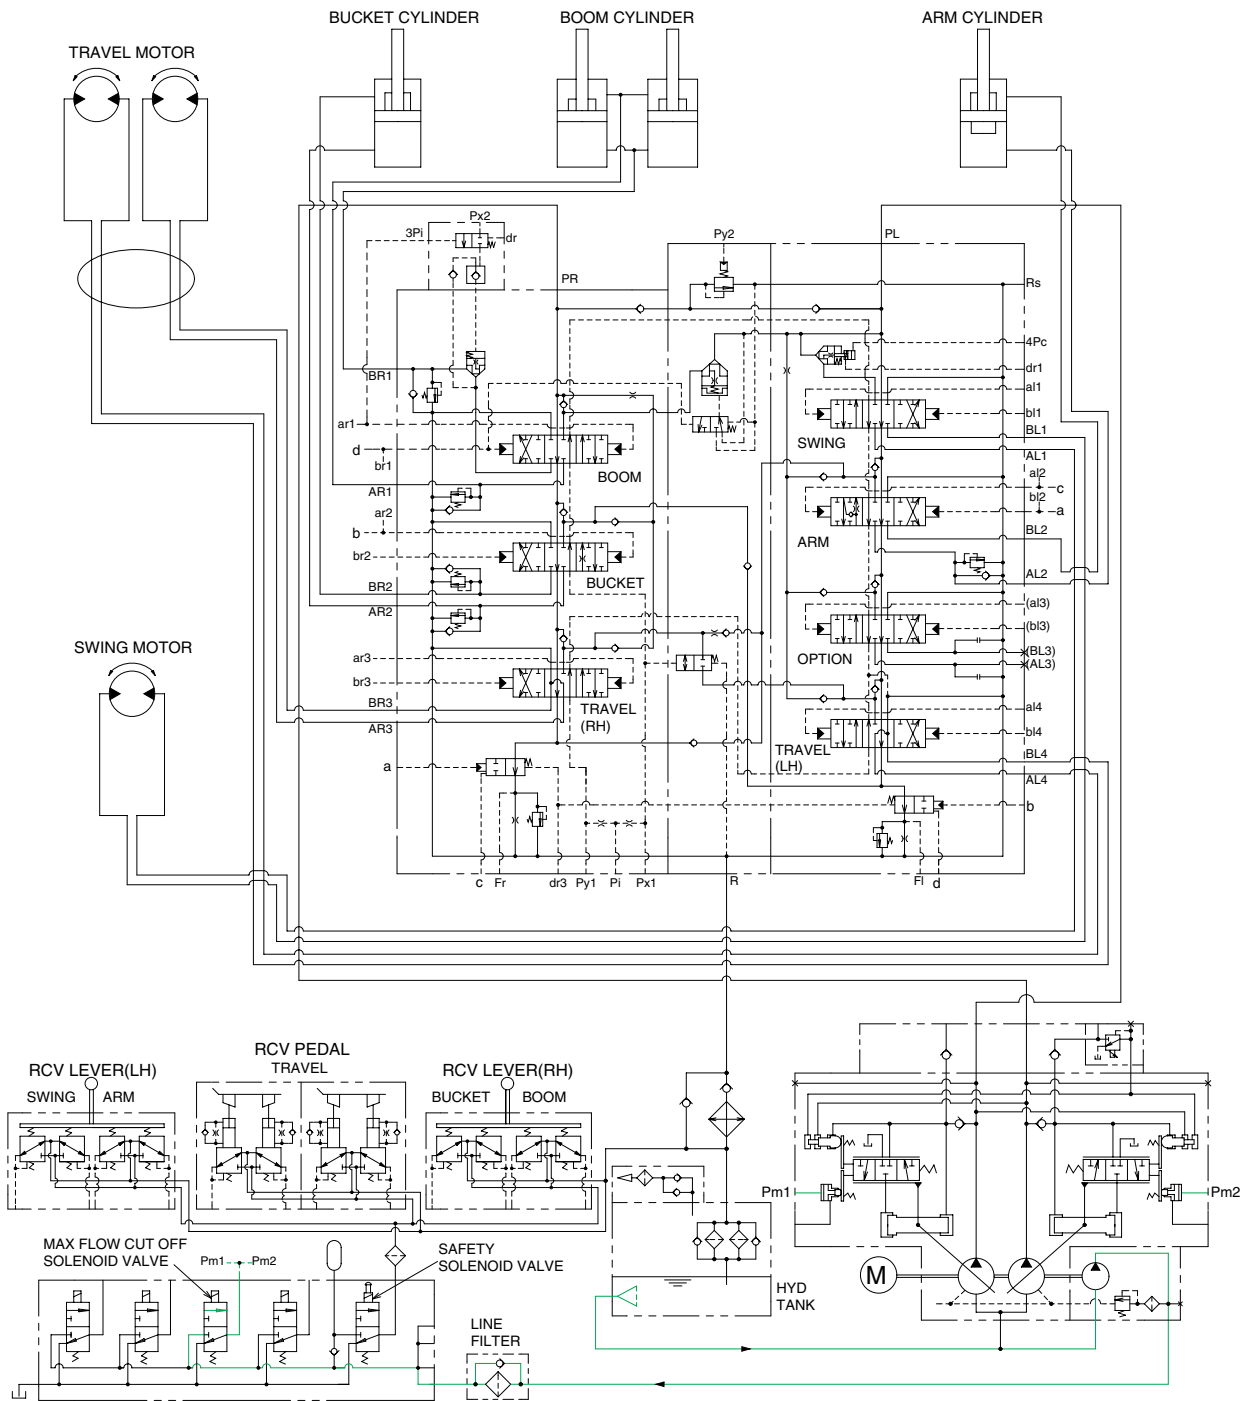 BUCKET CYLINDER
BOOM CYLINDER
ARM CYLINDER
TRAVEL MOTOR
Px2
3Pi
dr
Py2
PL
PR
Rs
4Pc
dr1
BR1
al1
bl1
ar1
SWING
BL1
d
br1
BOOM
AL1
al2
AR1
c
bl2
ar2
a
b
ARM
BL2
br2
BUCKET
AL2
BR2
(al3)
AR2
(bl3)
SWING MOTOR
OPTION
(BL3)
ar3
(AL3)
br3
BR3
TRAVEL
(RH)
al4
AR3
bl4
TRAVEL
(LH)
BL4
a
AL4
b
c
Fr
dr3
Py1
Pi
Px1
R
Fl
d
RCV LEVER(LH)
SWING
ARM
RCV PEDAL
TRAVEL
RCV LEVER(RH)
BUCKET
BOOM
Pm1
Pm2
MAX FLOW CUT OFF
SOLENOID VALVE
Pm1
Pm2
SAFETY
SOLENOID VALVE
M
HYD
TANK
LINE
FILTER